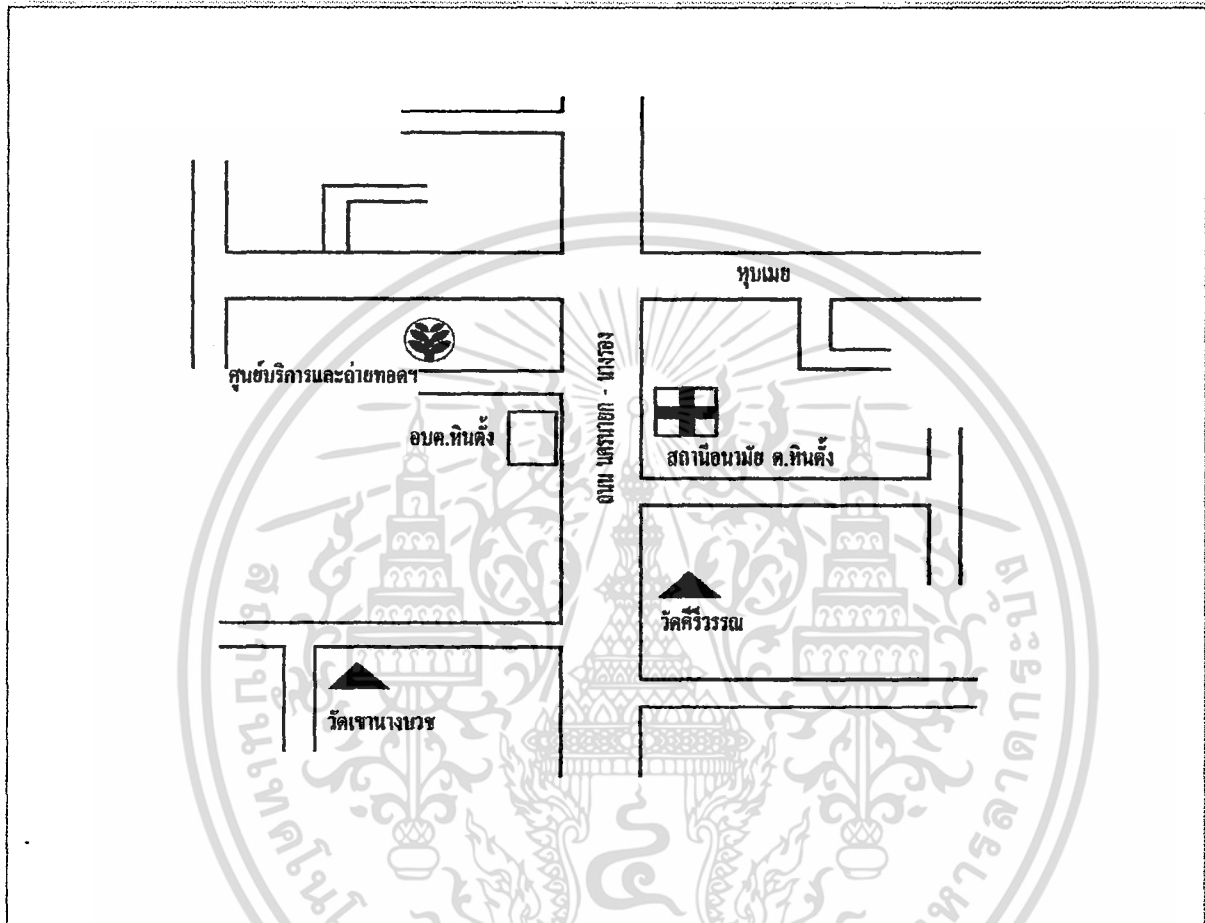 หุบเมย
ศูนย์บริการและถ่ายทอดฯ
ถนน นครนายก - นางรอง
อบต.หินตั้ง
สถานีอนามัย ต.หินตั้ง
วัดคีรีวรรณ
วัดเขานางบวช